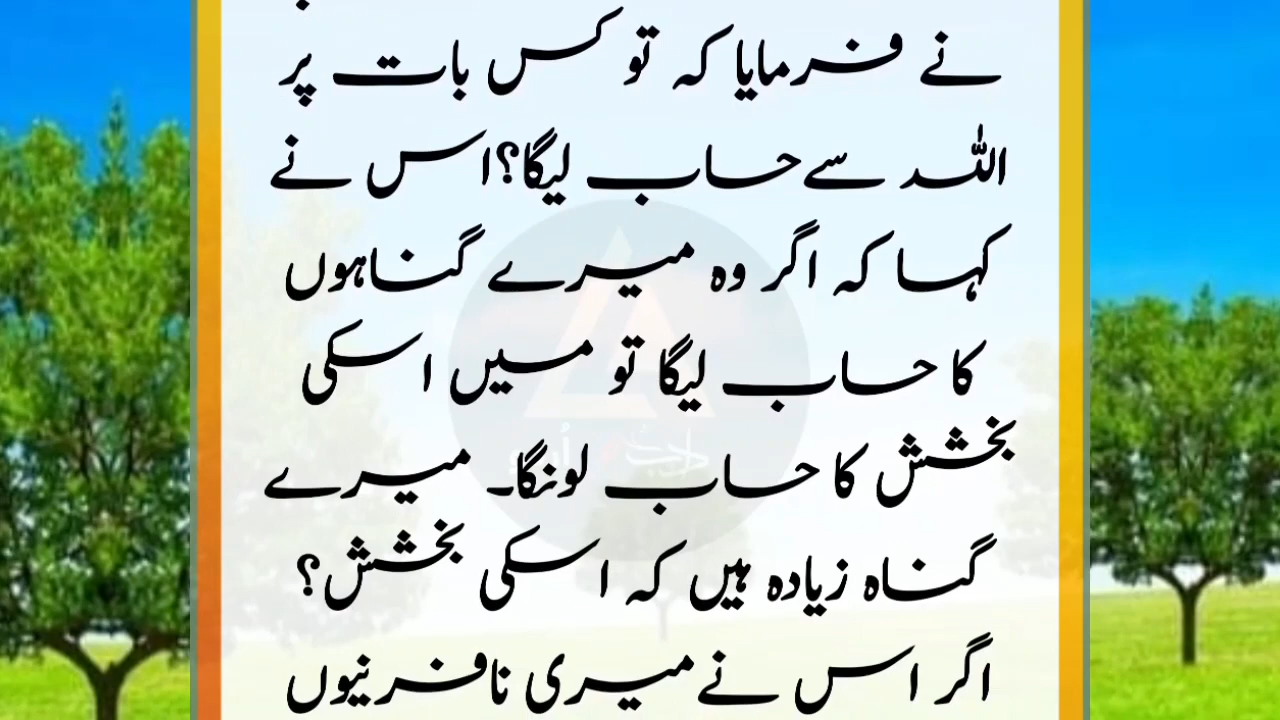 نے فرمایا کہ تو کس بات پر
اللہ سے حساب لیگا؟اس نے
کہا کہ اگر وہ میرے گناہوں
کا حساب لیگا تو میں اسکی
بخشش کا حساب لونگا۔ میرے
گناہ زیادہ ہیں کہ اسکی بخشش؟
اگر اس نے میری نافرنیوں